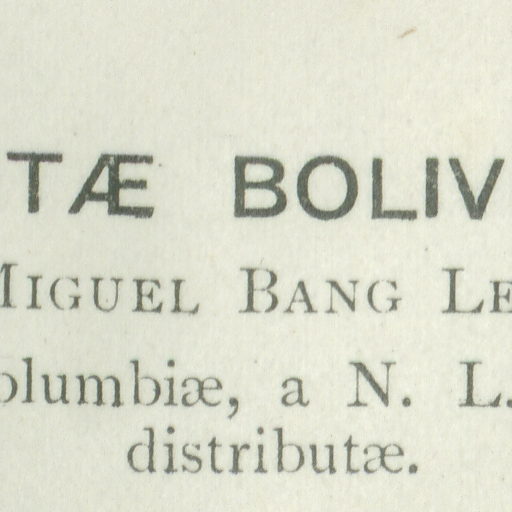 TÆ BOLIV
MIGUEL BANG LE
olumbiæ, a N. L.
distributæ.